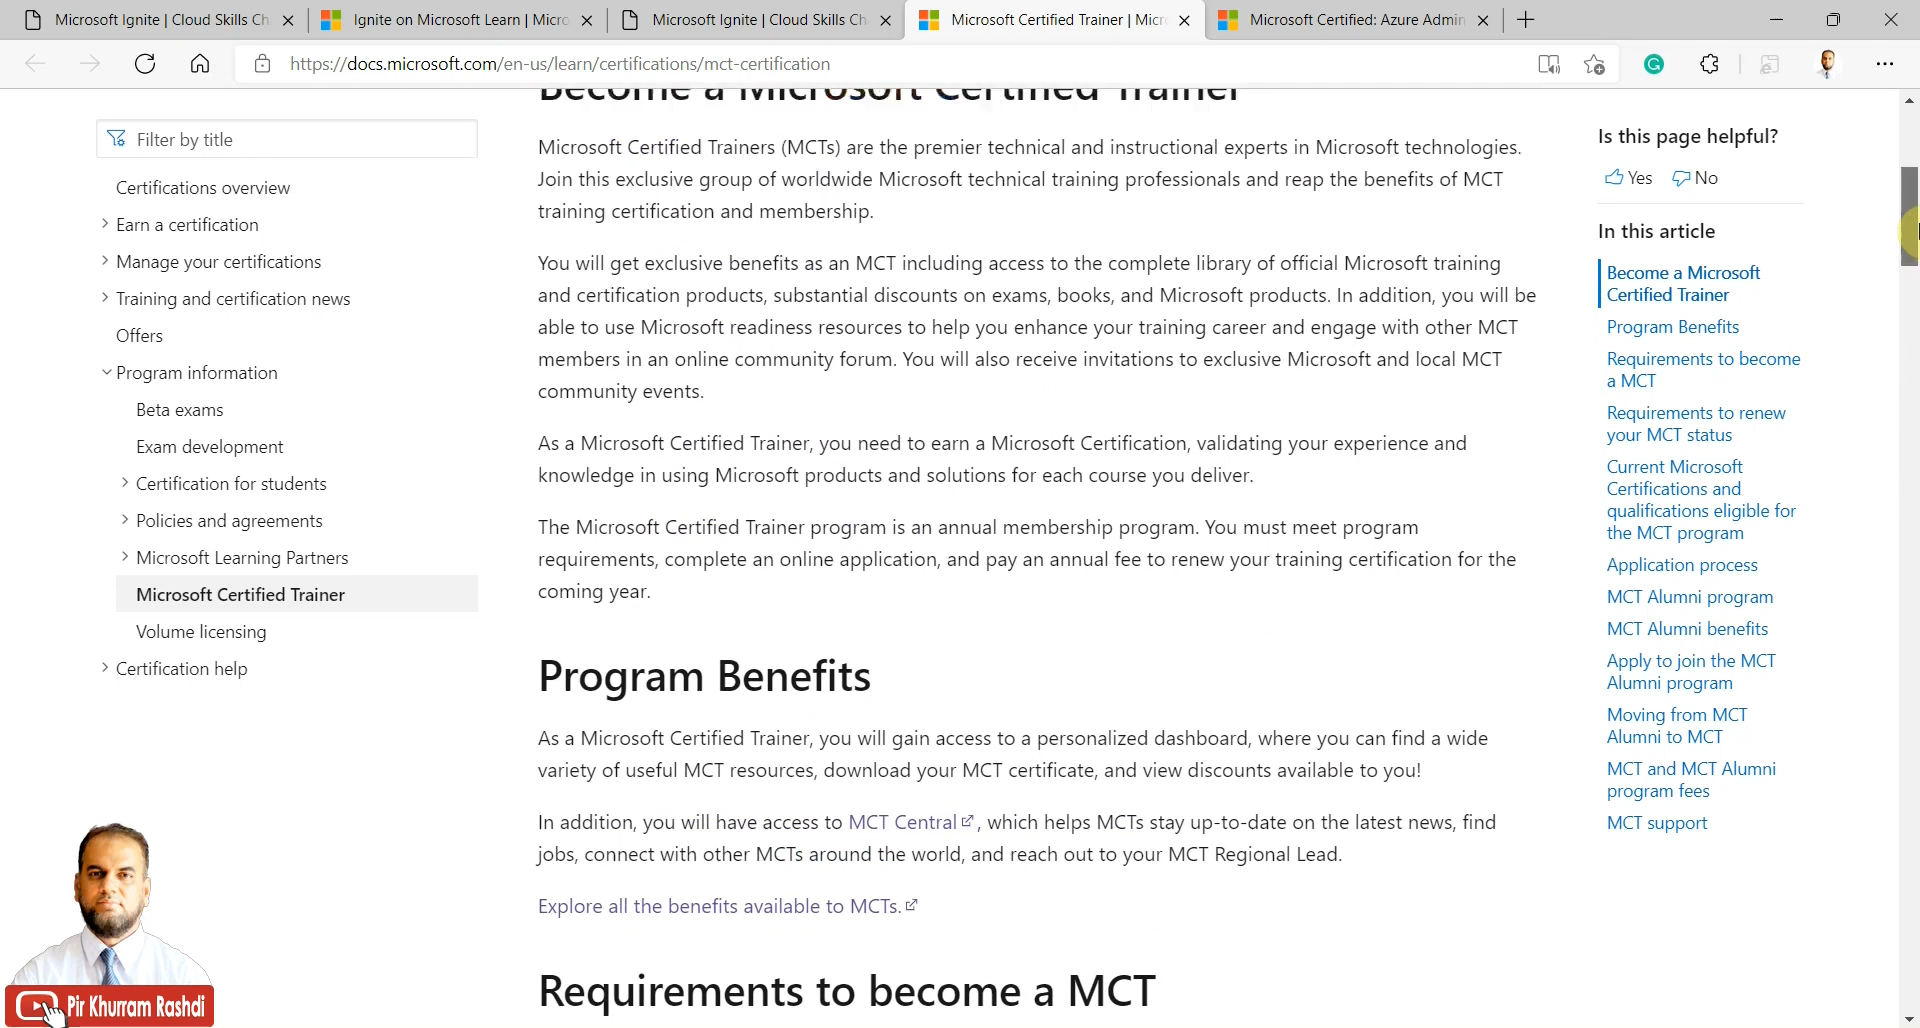 Microsoft Ignite | Cloud Skills Ch
Ignite on Microsoft Learn | Micro
Microsoft Ignite | Cloud Skills Ch
Microsoft Certified Trainer | Micr
Microsoft Certified: Azure Admin
https://docs.microsoft.com/en-us/learn/certifications/mct-certification
Filter by title
Certifications overview
Earn a certification
Manage your certifications
Training and certification news
Offers
Program information
Beta exams
Exam development
Certification for students
Policies and agreements
Microsoft Learning Partners
Microsoft Certified Trainer
Volume licensing
Certification help
Become a Microsoft Certified Trainer
Microsoft Certified Trainers (MCTs) are the premier technical and instructional experts in Microsoft technologies.
Join this exclusive group of worldwide Microsoft technical training professionals and reap the benefits of MCT
training certification and membership.
You will get exclusive benefits as an MCT including access to the complete library of official Microsoft training
and certification products, substantial discounts on exams, books, and Microsoft products. In addition, you will be
able to use Microsoft readiness resources to help you enhance your training career and engage with other MCT
members in an online community forum. You will also receive invitations to exclusive Microsoft and local MCT
community events.
As a Microsoft Certified Trainer, you need to earn a Microsoft Certification, validating your experience and
knowledge in using Microsoft products and solutions for each course you deliver.
The Microsoft Certified Trainer program is an annual membership program. You must meet program
requirements, complete an online application, and pay an annual fee to renew your training certification for the
coming year.
Program Benefits
As a Microsoft Certified Trainer, you will gain access to a personalized dashboard, where you can find a wide
variety of useful MCT resources, download your MCT certificate, and view discounts available to you!
In addition, you will have access to MCT Central, which helps MCTs stay up-to-date on the latest news, find
jobs, connect with other MCTs around the world, and reach out to your MCT Regional Lead.
Explore all the benefits available to MCTs.
Requirements to become a MCT
Is this page helpful?
Yes No
In this article
Become a Microsoft
Certified Trainer
Program Benefits
Requirements to become
a MCT
Requirements to renew
your MCT status
Current Microsoft
Certifications and
qualifications eligible for
the MCT program
Application process
MCT Alumni program
MCT Alumni benefits
Apply to join the MCT
Alumni program
Moving from MCT
Alumni to MCT
MCT and MCT Alumni
program fees
MCT support
Pir Khurram Rashdi